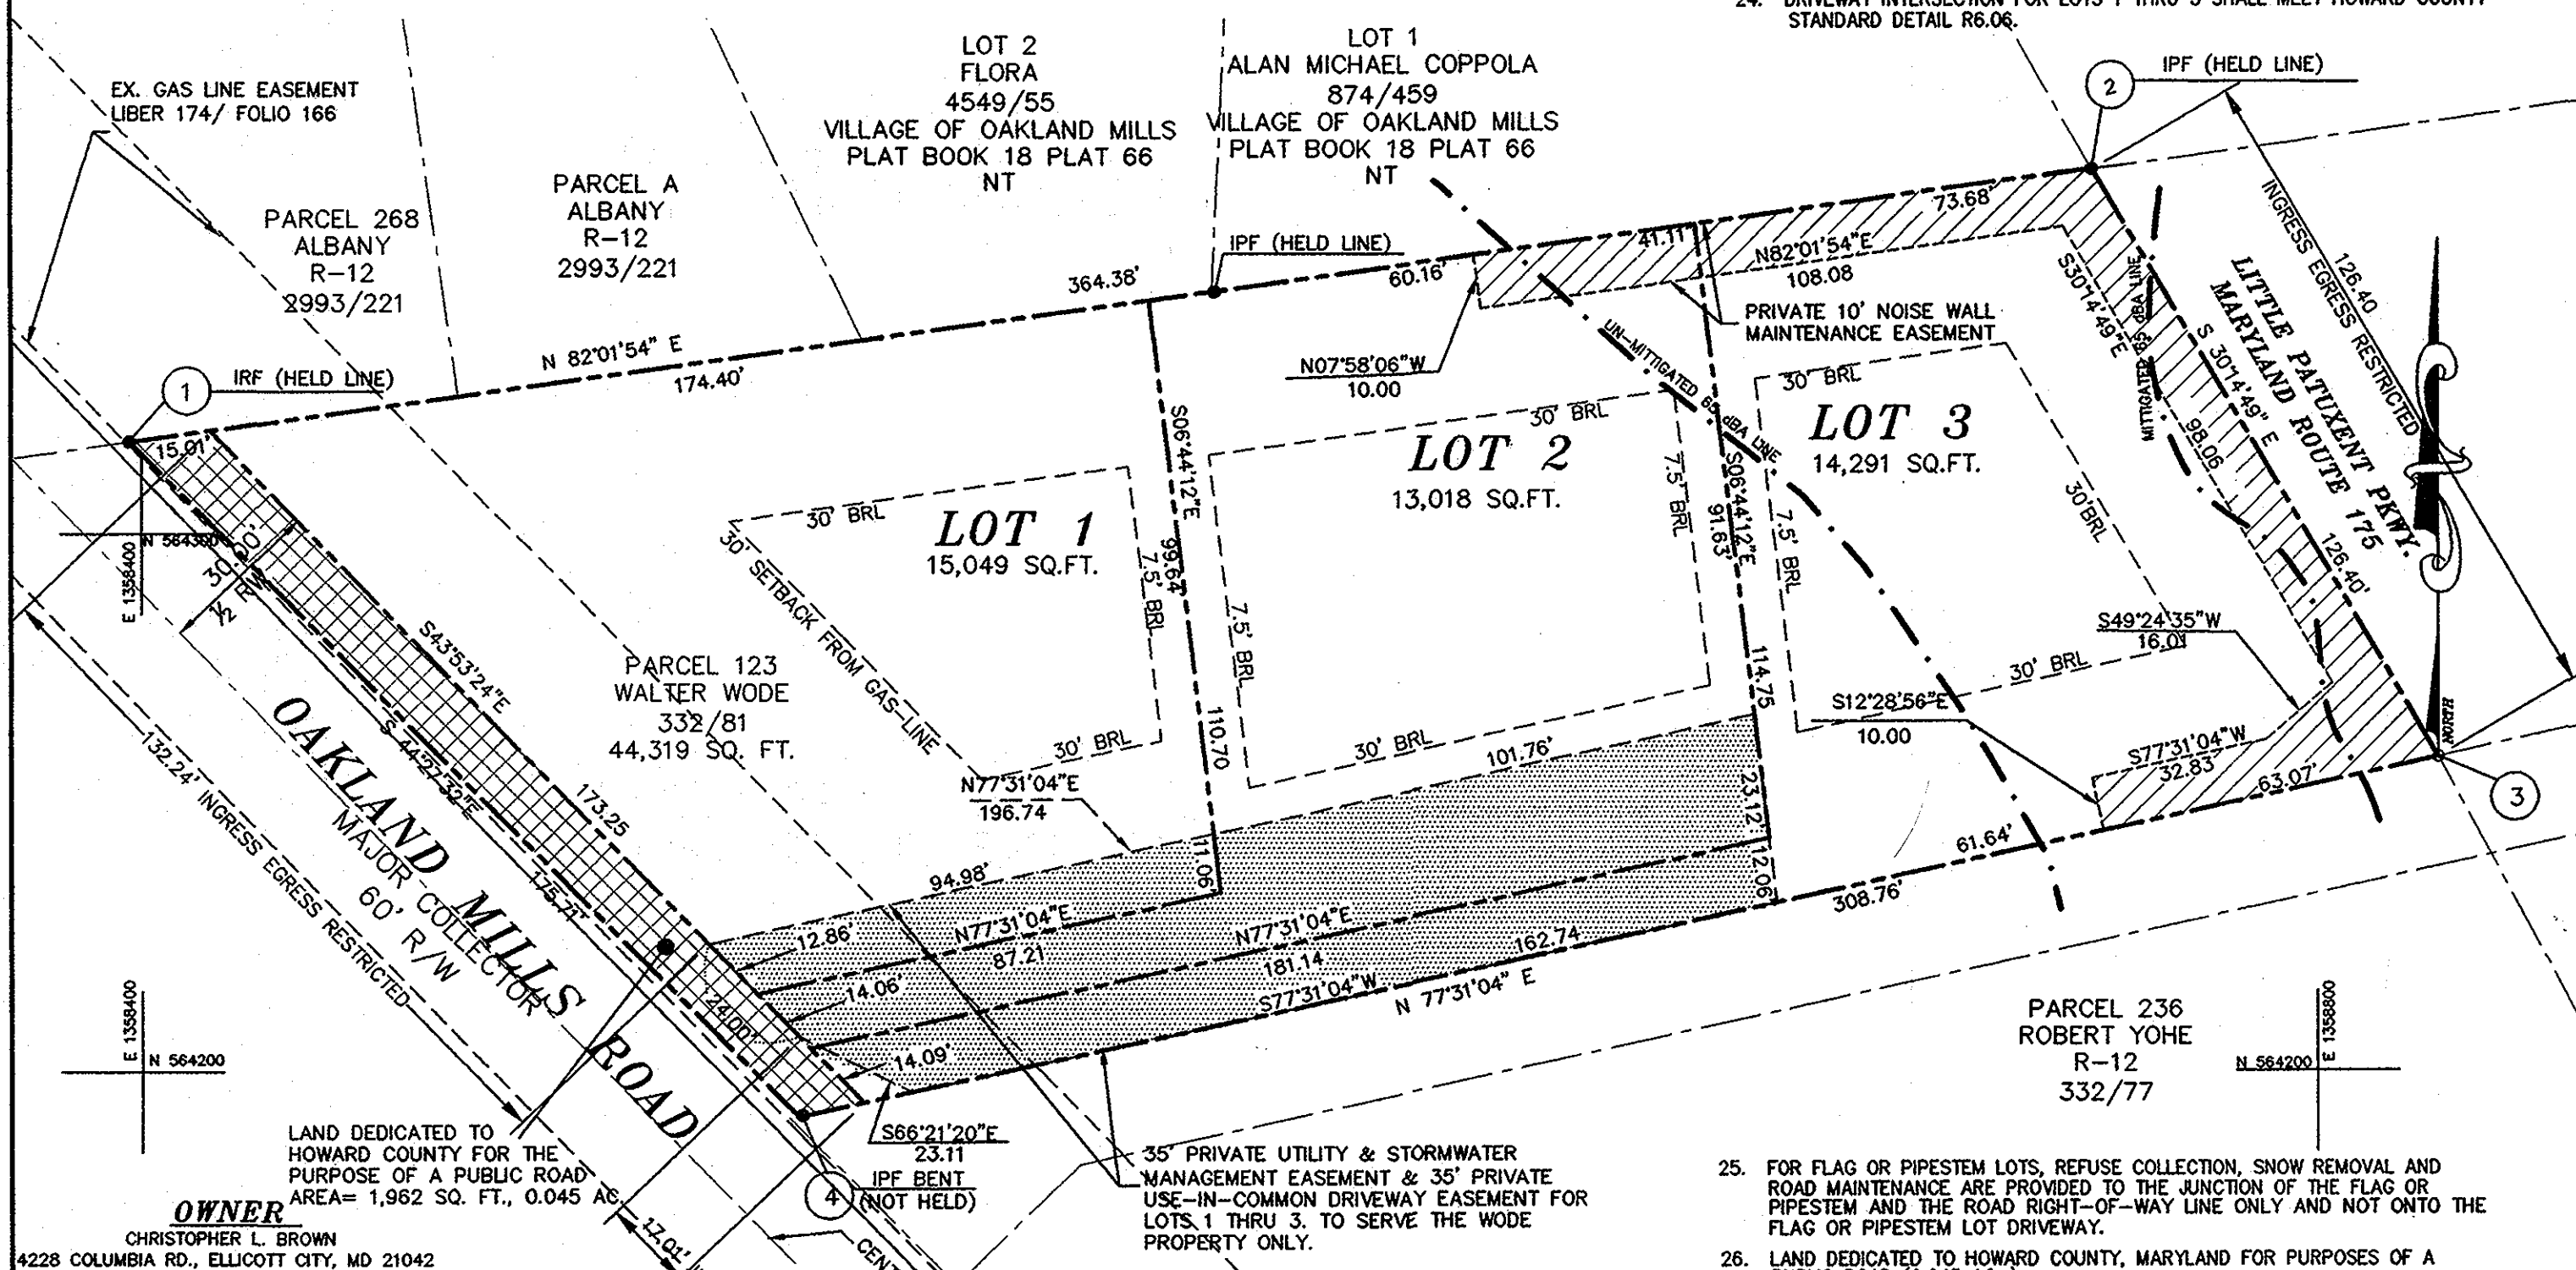 STANDARD DETAIL R6.06.
EX. GAS LINE EASEMENT
LIBER 174/ FOLIO 166
LOT 2
FLORA
4549/55
VILLAGE OF OAKLAND MILLS
PLAT BOOK 18 PLAT 66
NT
LOT 1
ALAN MICHAEL COPPOLA
874/459
VILLAGE OF OAKLAND MILLS
PLAT BOOK 18 PLAT 66
NT
2
IPF (HELD LINE)
PARCEL 268
ALBANY
R-12
2993/221
PARCEL A
ALBANY
R-12
2993/221
IPF (HELD LINE)
364.38'
60.16'
41.11'
73.68'
N82°01'54"E
108.08
PRIVATE 10' NOISE WALL
MAINTENANCE EASEMENT
N07°58'06"W
10.00
INGRESS EGRESS RESTRICTED
126.40
LITTLE PATUXENT PKWY.
MARYLAND ROUTE 175
S 30°14'49" E
126.40'
S30°14'49"E
98.06
MITIGATED 65 dBA LINE
UN-MITIGATED 65 dBA LINE
1
IRF (HELD LINE)
N 82°01'54" E
174.40'
15.01'
N 564300
E 1358400
30.00'
½ R/W
S06°44'12"E
99.64'
110.70
11.06'
S06°44'12"E
91.63'
114.75
23.12'
12.06'
LOT 1
15,049 SQ.FT.
30' BRL
30' SETBACK FROM GAS-LINE
7.5' BRL
30' BRL
LOT 2
13,018 SQ.FT.
30' BRL
7.5' BRL
7.5' BRL
30' BRL
LOT 3
14,291 SQ.FT.
30' BRL
7.5' BRL
30'BRL
30' BRL
S49°24'35"W
16.01
S12°28'56"E
10.00
S77°31'04"W
32.83
63.07'
NORTH
3
61.64'
308.76'
PARCEL 123
WALTER WODE
332/81
44,319 SQ. FT.
S43°53'24"E
173.25
S 44°27'32"E
175.71'
OAKLAND MILLS ROAD
MAJOR COLLECTOR
60' R/W
132.24' INGRESS EGRESS RESTRICTED
N77°31'04"E
196.74
94.98'
101.76'
12.86'
N77°31'04"E
87.21
14.06'
N77°31'04"E
181.14
24.00'
14.09'
162.74
S77°31'04"W
N 77°31'04" E
S66°21'20"E
23.11
4
IPF BENT
(NOT HELD)
E 1358400
N 564200
PARCEL 236
ROBERT YOHE
R-12
332/77
N 564200
E 1358800
LAND DEDICATED TO
HOWARD COUNTY FOR THE
PURPOSE OF A PUBLIC ROAD
AREA= 1,962 SQ. FT., 0.045 AC.
OWNER
CHRISTOPHER L. BROWN
4228 COLUMBIA RD., ELLICOTT CITY, MD 21042
17.01'
35' PRIVATE UTILITY & STORMWATER
MANAGEMENT EASEMENT & 35' PRIVATE
USE-IN-COMMON DRIVEWAY EASEMENT FOR
LOTS 1 THRU 3. TO SERVE THE WODE
PROPERTY ONLY.
25. FOR FLAG OR PIPESTEM LOTS, REFUSE COLLECTION, SNOW REMOVAL AND
ROAD MAINTENANCE ARE PROVIDED TO THE JUNCTION OF THE FLAG OR
PIPESTEM AND THE ROAD RIGHT-OF-WAY LINE ONLY AND NOT ONTO THE
FLAG OR PIPESTEM LOT DRIVEWAY.
26. LAND DEDICATED TO HOWARD COUNTY, MARYLAND FOR PURPOSES OF A